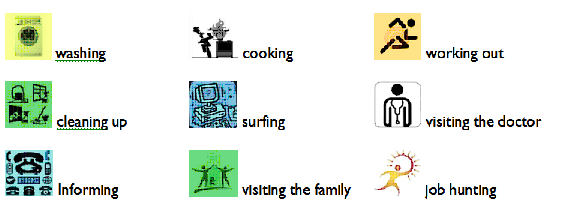 washing cooking working out
cleaning up surfing visiting the doctor
Informing visiting the family job hunting